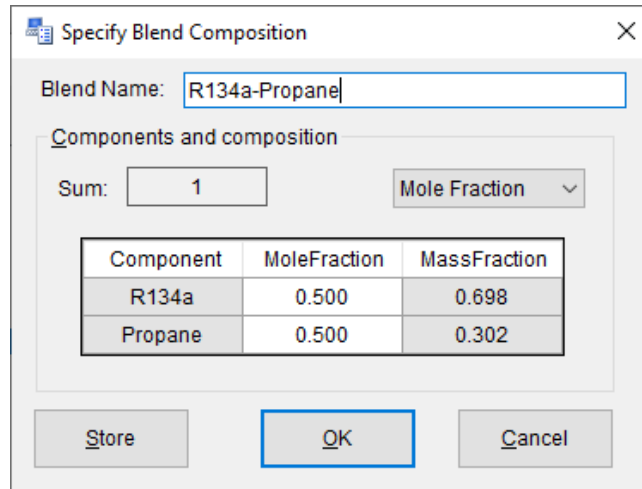 Specify Blend Composition
Blend Name: R134a-Propane
Components and composition
Sum: 1 Mole Fraction
Component MoleFraction MassFraction
R134a 0.500 0.698
Propane 0.500 0.302
Store OK Cancel